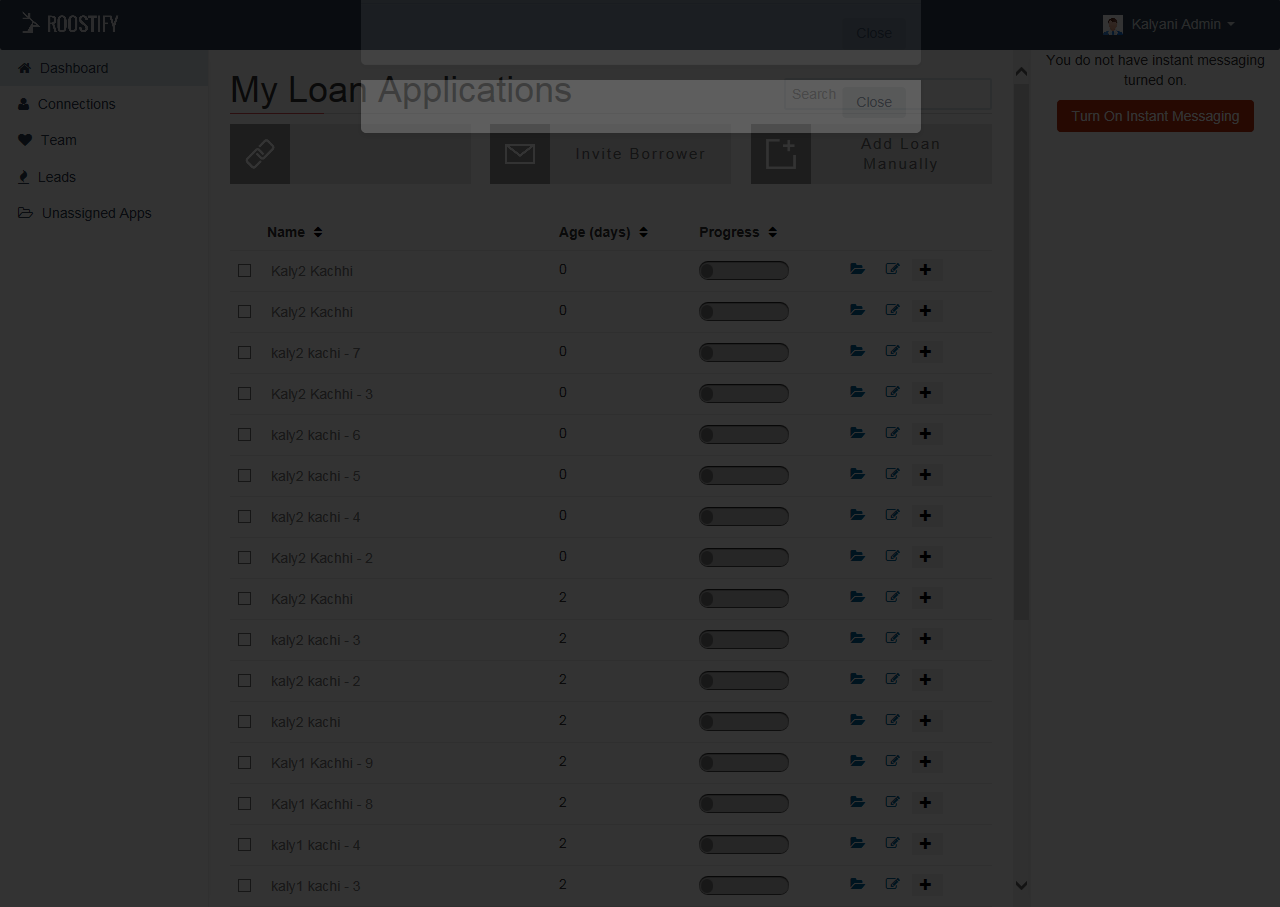 ROOSTIFY
Kalyani Admin
Close
Dashboard
Connections
Team
Leads
Unassigned Apps
My Loan Applications
Search
Close
Invite Borrower
Add Loan
Manually
Name Age (days) Progress
Kaly2 Kachhi 0
Kaly2 Kachhi 0
kaly2 kachi - 7 0
Kaly2 Kachhi - 3 0
kaly2 kachi - 6 0
kaly2 kachi - 5 0
kaly2 kachi - 4 0
Kaly2 Kachhi - 2 0
Kaly2 Kachhi 2
kaly2 kachi - 3 2
kaly2 kachi - 2 2
kaly2 kachi 2
Kaly1 Kachhi - 9 2
Kaly1 Kachhi - 8 2
kaly1 kachi - 4 2
kaly1 kachi - 3 2
You do not have instant messaging
turned on.
Turn On Instant Messaging